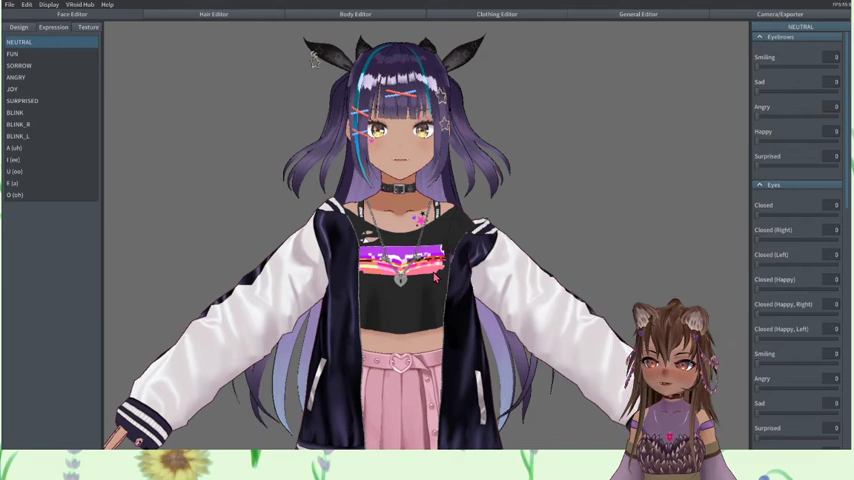 File Edit Display VRoid Hub Help
Face Editor Hair Editor Body Editor Clothing Editor General Editor Camera/Exporter
Design Expression Texture
NEUTRAL
FUN
SORROW
ANGRY
JOY
SURPRISED
BLINK
BLINK_R
BLINK_L
A (uh)
I (ee)
U (oo)
E (a)
O (oh)
NEUTRAL
Eyebrows
Smiling 0
Sad 0
Angry 0
Happy 0
Surprised 0
Eyes
Closed 0
Closed (Right) 0
Closed (Left) 0
Closed (Happy) 0
Closed (Happy, Right) 0
Closed (Happy, Left) 0
Smiling 0
Angry 0
Sad 0
Surprised 0